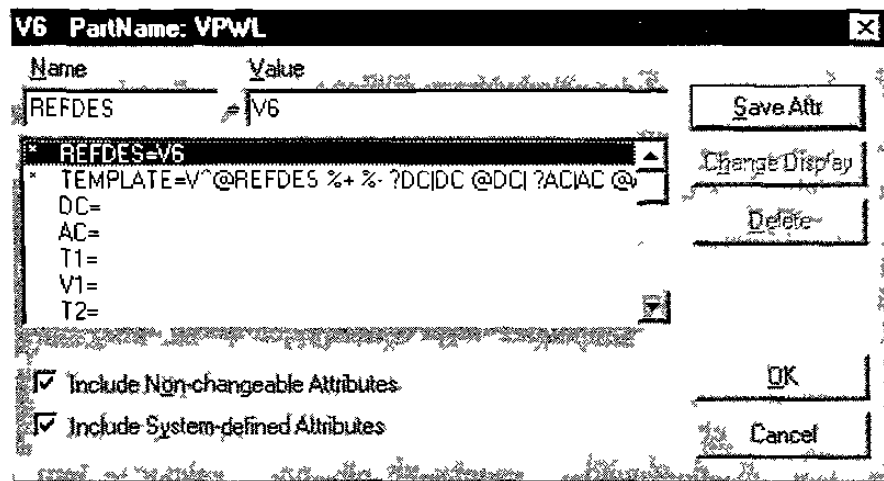 V6 PartName: VPWL
Name Value
REFDES = V6
Save Attr
* REFDES=V6
Change Display
* TEMPLATE=V^@REFDES %+ %- ?DC|DC @DC| ?AC|AC @
DC=
Delete
AC=
T1=
V1=
T2=
Include Non-changeable Attributes
OK
Include System-defined Attributes
Cancel